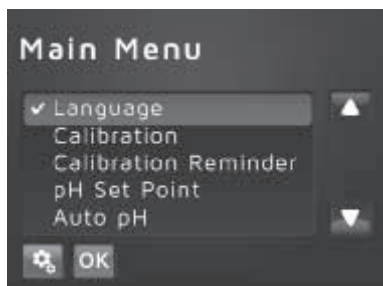 Main Menu
✔ Language
Calibration
Calibration Reminder
pH Set Point
Auto pH
OK